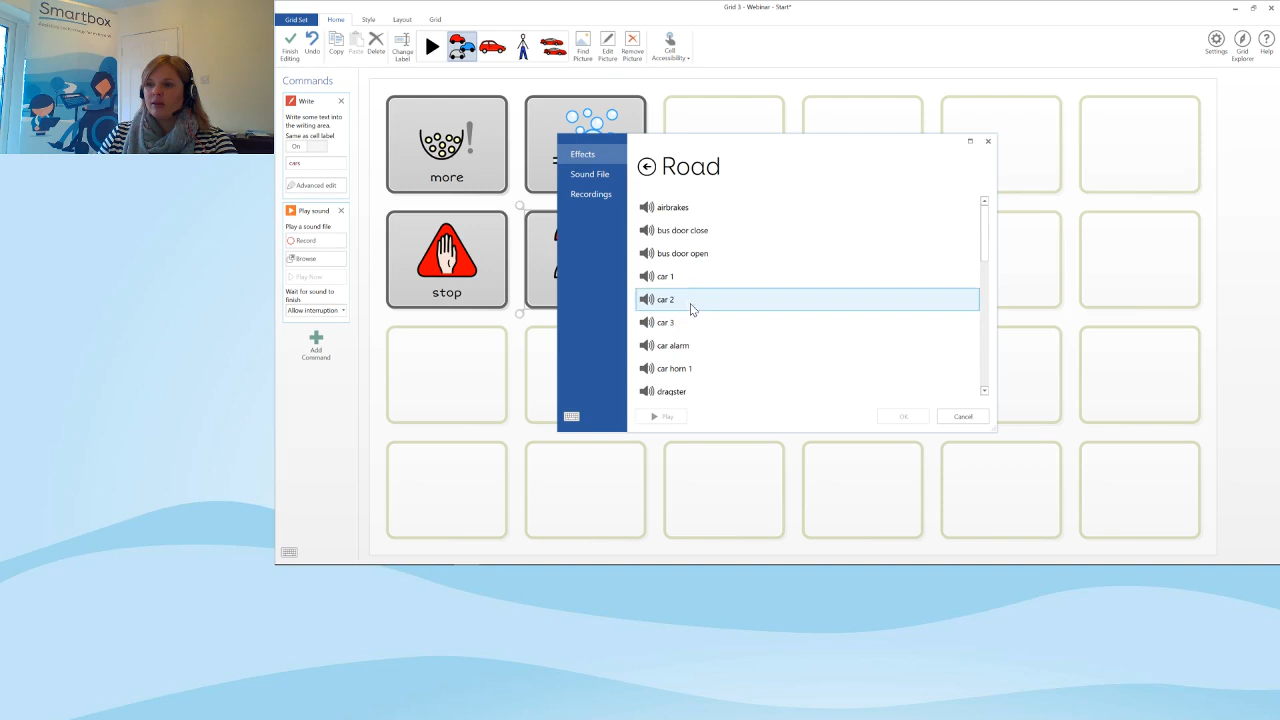 Smartbox
Grid 3 - Webinar - Start*
Grid Set
Home
Style
Layout
Grid
Finish Editing
Undo
Copy
Paste
Delete
Change Label
Find Picture
Edit Picture
Remove Picture
Cell Accessibility
Settings
Grid Explorer
Help
Commands
Write
Write some text into
the writing area.
Same as cell label
On
cars
Advanced edit
Play sound
Play a sound file
Record
Browse
Play Now
Wait for sound to
finish
Allow interruption
Add
Command
more
stop
Effects
Sound File
Recordings
Road
airbrakes
bus door close
bus door open
car 1
car 2
car 3
car alarm
car horn 1
dragster
Play
OK
Cancel